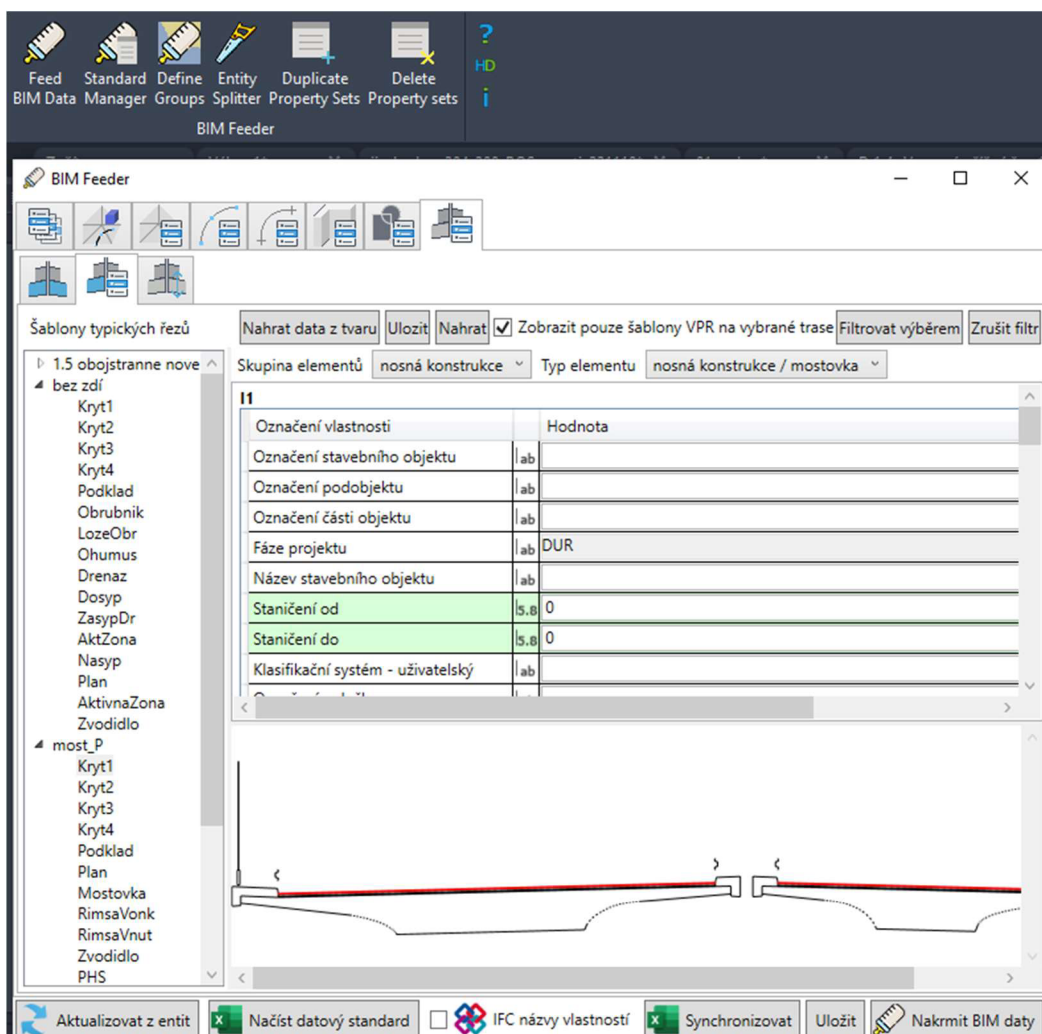 Feed BIM Data
Standard Manager
Define Groups
Entity Splitter
Duplicate Property Sets
Delete Property sets
?
HD
i
BIM Feeder
BIM Feeder
Šablony typických řezů
Nahrat data z tvaru Ulozit Nahrat Zobrazit pouze šablony VPR na vybrané trase Filtrovat výběrem Zrušit filtr
Skupina elementů nosná konstrukce Typ elementu nosná konstrukce / mostovka
1.5 obojstranne nove
bez zdí
Kryt1
Kryt2
Kryt3
Kryt4
Podklad
Obrubnik
LozeObr
Ohumus
Drenaz
Dosyp
ZasypDr
AktZona
Nasyp
Plan
AktivnaZona
Zvodidlo
most_P
Kryt1
Kryt2
Kryt3
Kryt4
Podklad
Plan
Mostovka
RimsaVonk
RimsaVnut
Zvodidlo
PHS
I1
Označení vlastnosti Hodnota
Označení stavebního objektu ab
Označení podobjektu ab
Označení části objektu ab
Fáze projektu ab DUR
Název stavebního objektu ab
Staničení od 5.8 0
Staničení do 5.8 0
Klasifikační systém - uživatelský ab
Aktualizovat z entit Načíst datový standard IFC názvy vlastností Synchronizovat Uložit Nakrmit BIM daty